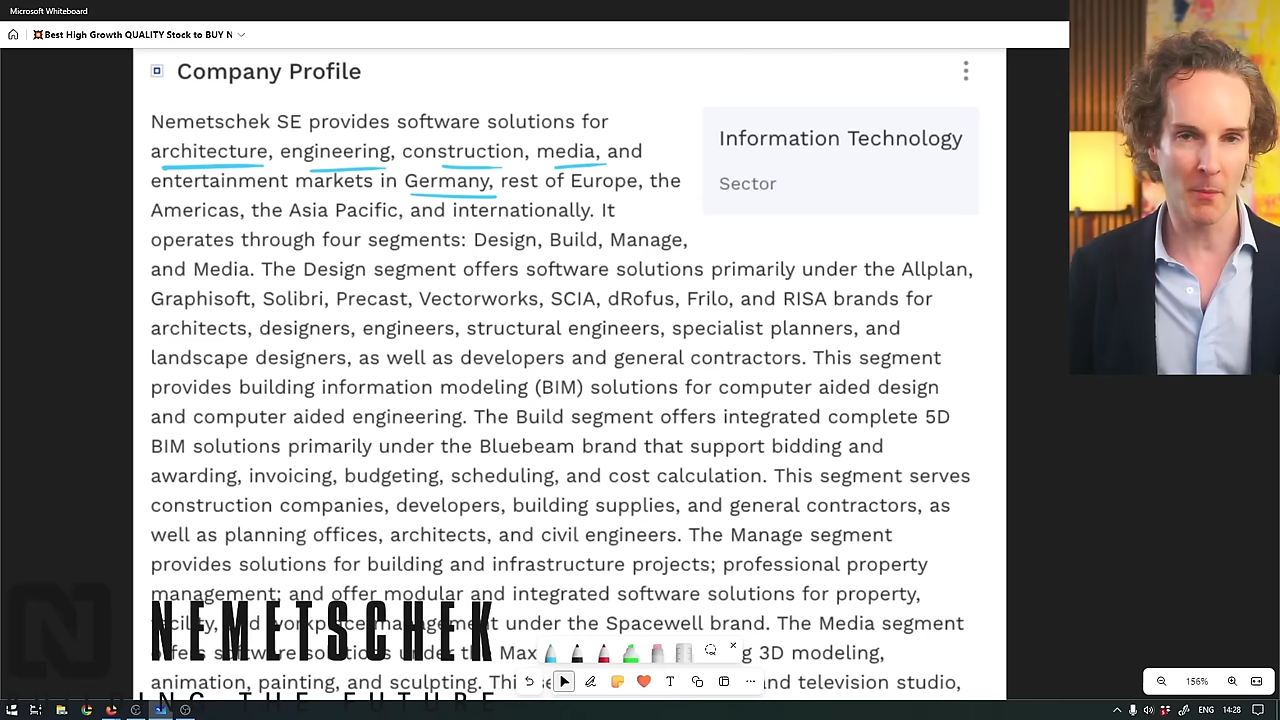 Microsoft Whiteboard
💥Best High Growth QUALITY Stock to BUY N
Company Profile
Nemetschek SE provides software solutions for
architecture, engineering, construction, media, and
entertainment markets in Germany, rest of Europe, the
Americas, the Asia Pacific, and internationally. It
operates through four segments: Design, Build, Manage,
and Media. The Design segment offers software solutions primarily under the Allplan,
Graphisoft, Solibri, Precast, Vectorworks, SCIA, dRofus, Frilo, and RISA brands for
architects, designers, engineers, structural engineers, specialist planners, and
landscape designers, as well as developers and general contractors. This segment
provides building information modeling (BIM) solutions for computer aided design
and computer aided engineering. The Build segment offers integrated complete 5D
BIM solutions primarily under the Bluebeam brand that support bidding and
awarding, invoicing, budgeting, scheduling, and cost calculation. This segment serves
construction companies, developers, building supplies, and general contractors, as
well as planning offices, architects, and civil engineers. The Manage segment
provides solutions for building and infrastructure projects; professional property
management; and offer modular and integrated software solutions for property,
under the Spacewell brand. The Media segment
3D modeling,
animation, painting, and sculpting.
and television studio,
Information Technology
Sector
NEMETSCHEK
THE FUTURE
156%
ENG
14:28